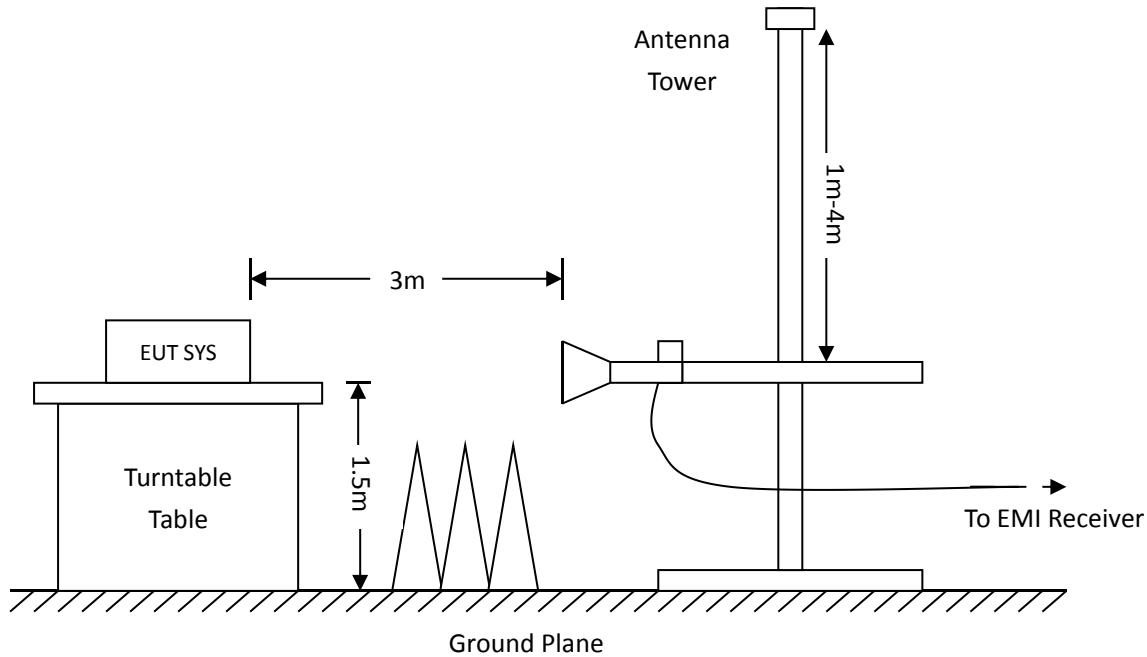 Antenna
Tower
1m-4m
3m
EUT SYS
1.5m
Turntable
Table
To EMI Receiver
Ground Plane